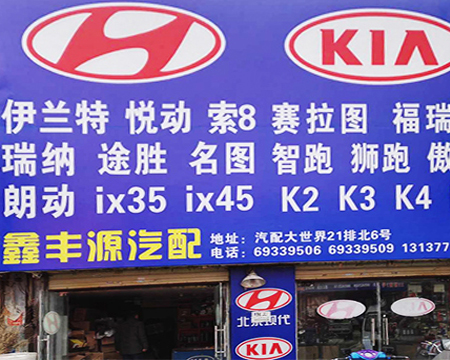 KIA
伊兰特 悦动 索8 赛拉图 福瑞
瑞纳 途胜 名图 智跑 狮跑 傲
朗动 ix35 ix45 K2 K3 K4
鑫丰源汽配
地址：汽配大世界21排北6号
电话：69339506 69339509 131377
北京现代
KIA